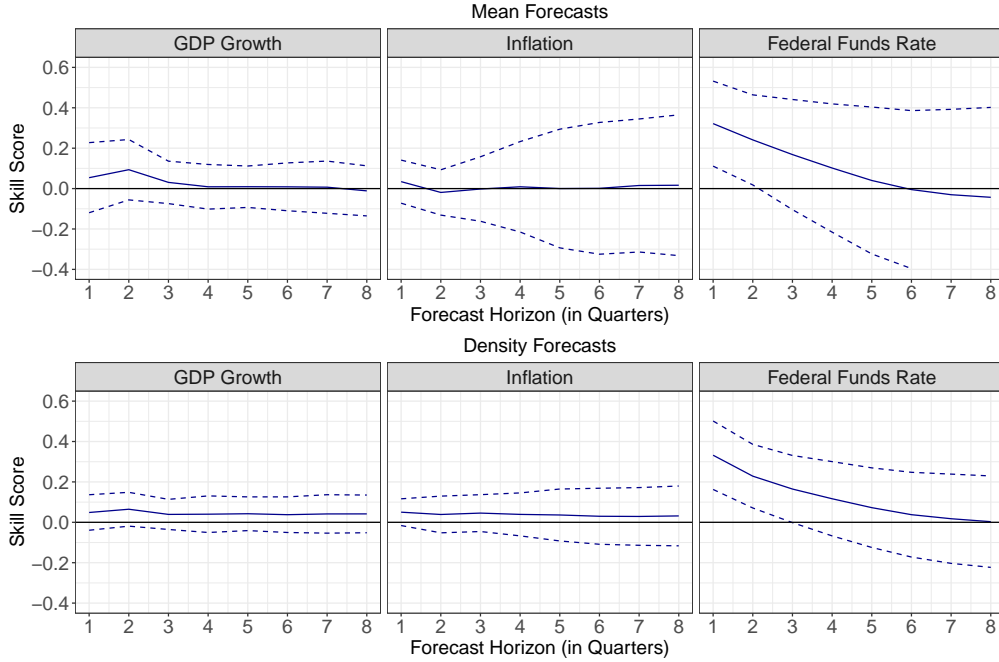 Mean Forecasts
GDP Growth Inflation Federal Funds Rate
Skill Score
0.6
0.4
0.2
0.0
−0.2
−0.4
1 2 3 4 5 6 7 8 1 2 3 4 5 6 7 8 1 2 3 4 5 6 7 8
Forecast Horizon (in Quarters)
Density Forecasts
GDP Growth Inflation Federal Funds Rate
Skill Score
0.6
0.4
0.2
0.0
−0.2
−0.4
1 2 3 4 5 6 7 8 1 2 3 4 5 6 7 8 1 2 3 4 5 6 7 8
Forecast Horizon (in Quarters)